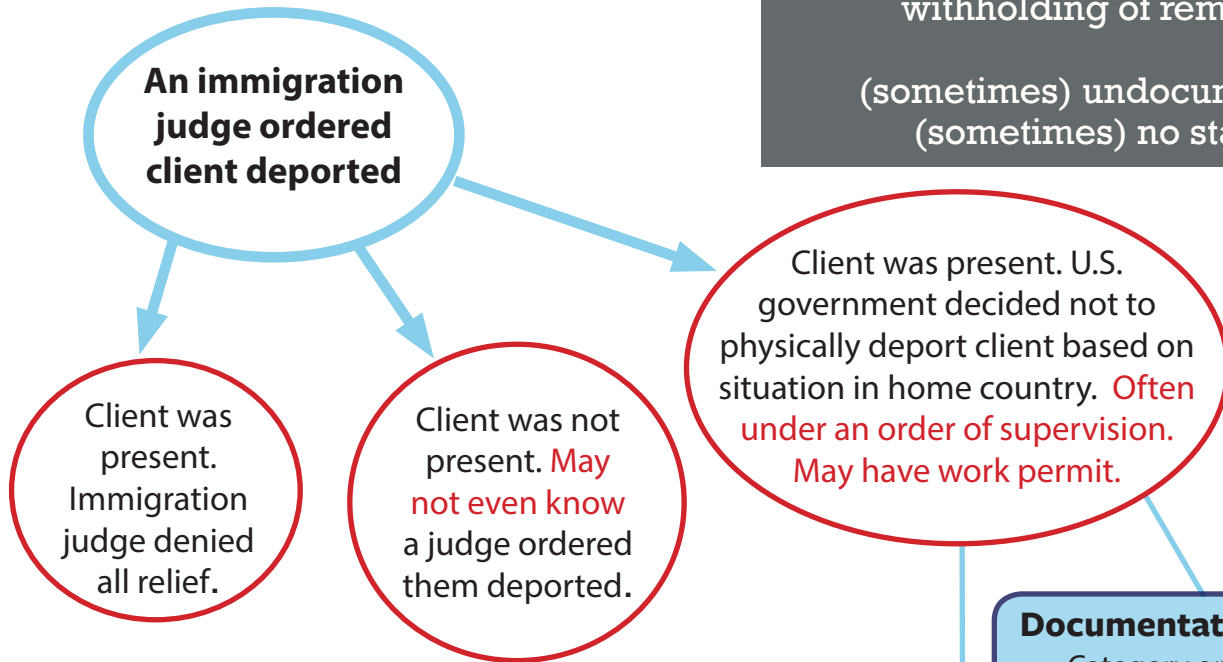 withholding of rem
(sometimes) undocu
(sometimes) no sta
An immigration
judge ordered
client deported
Client was present. U.S.
government decided not to
physically deport client based on
situation in home country. Often
under an order of supervision.
May have work permit.
Client was
present.
Immigration
judge denied
all relief.
Client was not
present. May
not even know
a judge ordered
them deported.
Documentat
Category